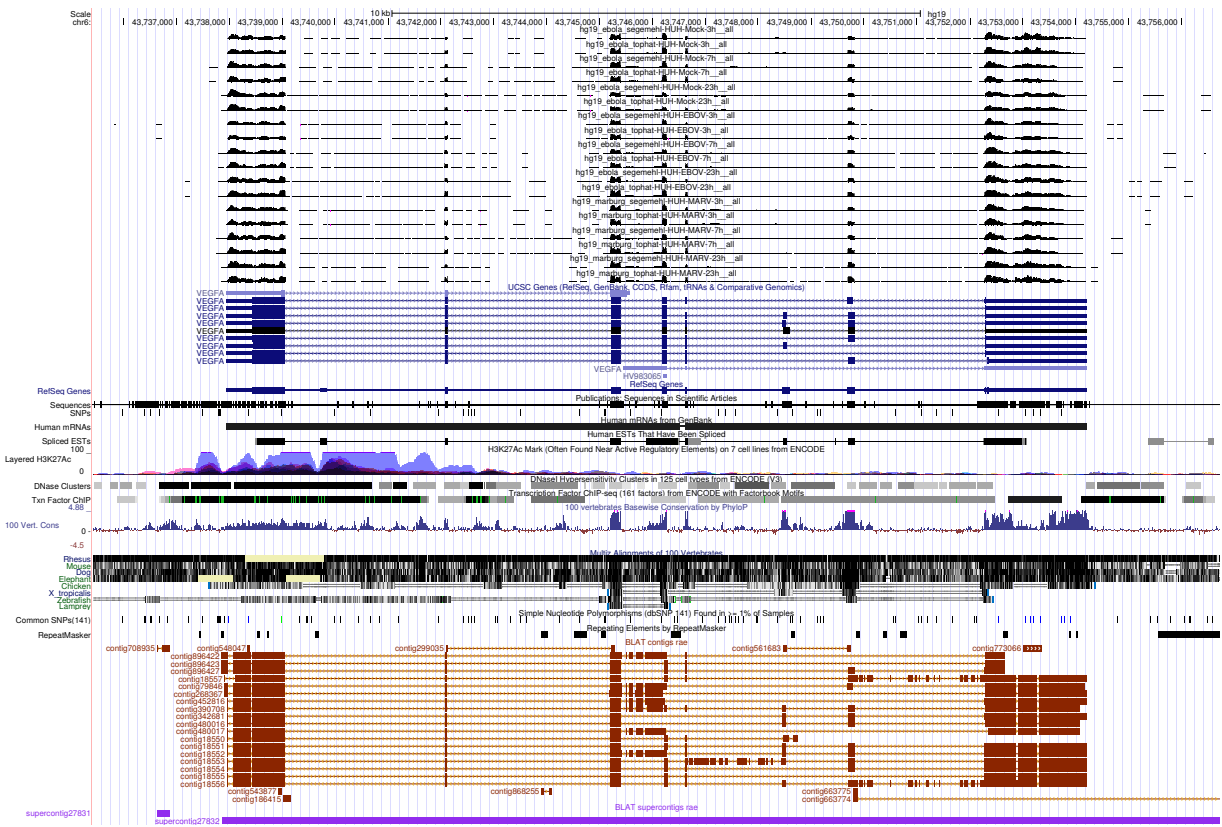 Scale 10 kb hg19
chr6: 43,737,000 43,738,000 43,739,000 43,740,000 43,741,000 43,742,000 43,743,000 43,744,000 43,745,000 43,746,000 43,747,000 43,748,000 43,749,000 43,750,000 43,751,000 43,752,000 43,753,000 43,754,000 43,755,000 43,756,000
hg19_ebola_segemehl-HUH-Mock-3h__all
hg19_ebola_tophat-HUH-Mock-3h__all
hg19_ebola_segemehl-HUH-Mock-7h__all
hg19_ebola_tophat-HUH-Mock-7h__all
hg19_ebola_segemehl-HUH-Mock-23h__all
hg19_ebola_tophat-HUH-Mock-23h__all
hg19_ebola_segemehl-HUH-EBOV-3h__all
hg19_ebola_tophat-HUH-EBOV-3h__all
hg19_ebola_segemehl-HUH-EBOV-7h__all
hg19_ebola_tophat-HUH-EBOV-7h__all
hg19_ebola_segemehl-HUH-EBOV-23h__all
hg19_ebola_tophat-HUH-EBOV-23h__all
hg19_marburg_segemehl-HUH-MARV-3h__all
hg19_marburg_tophat-HUH-MARV-3h__all
hg19_marburg_segemehl-HUH-MARV-7h__all
hg19_marburg_tophat-HUH-MARV-7h__all
hg19_marburg_segemehl-HUH-MARV-23h__all
hg19_marburg_tophat-HUH-MARV-23h__all
UCSC Genes (RefSeq, GenBank, CCDS, Rfam, tRNAs & Comparative Genomics)
VEGFA
VEGFA
VEGFA
VEGFA
VEGFA
VEGFA
VEGFA
VEGFA
VEGFA
VEGFA
VEGFA
HV983065
RefSeq Genes
RefSeq Genes
Publications: Sequences in Scientific Articles
Sequences
SNPs
Human mRNAs from GenBank
Human mRNAs
Human ESTs That Have Been Spliced
Spliced ESTs
100
H3K27Ac Mark (Often Found Near Active Regulatory Elements) on 7 cell lines from ENCODE
Layered H3K27Ac
0
DNaseI Hypersensitivity Clusters in 125 cell types from ENCODE (V3)
DNase Clusters
Transcription Factor ChIP-seq (161 factors) from ENCODE with Factorbook Motifs
Txn Factor ChIP
4.88
100 vertebrates Basewise Conservation by PhyloP
100 Vert. Cons
0
-4.5
Multiz Alignments of 100 Vertebrates
Rhesus
Mouse
Dog
Elephant
Chicken
X_tropicalis
Zebrafish
Lamprey
Simple Nucleotide Polymorphisms (dbSNP 141) Found in >= 1% of Samples
Common SNPs(141)
Repeating Elements by RepeatMasker
RepeatMasker
BLAT contigs rae
contig708935 contig548047 contig299035 contig561683 contig773066
contig896422
contig896423
contig896427
contig18557
contig79846
contig268367
contig452816
contig390708
contig342681
contig480016
contig480017
contig18550
contig18551
contig18552
contig18553
contig18554
contig18555
contig18556
contig543877 contig868255 contig663775
contig186415 contig663774
BLAT supercontigs rae
supercontig27831
supercontig27832